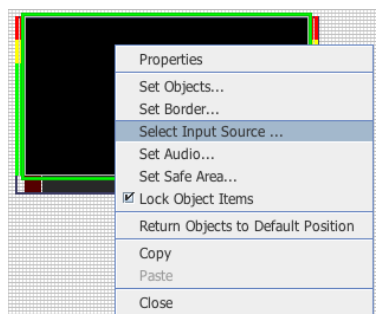 Properties
Set Objects...
Set Border...
Select Input Source ...
Set Audio...
Set Safe Area...
Lock Object Items
Return Objects to Default Position
Copy
Paste
Close